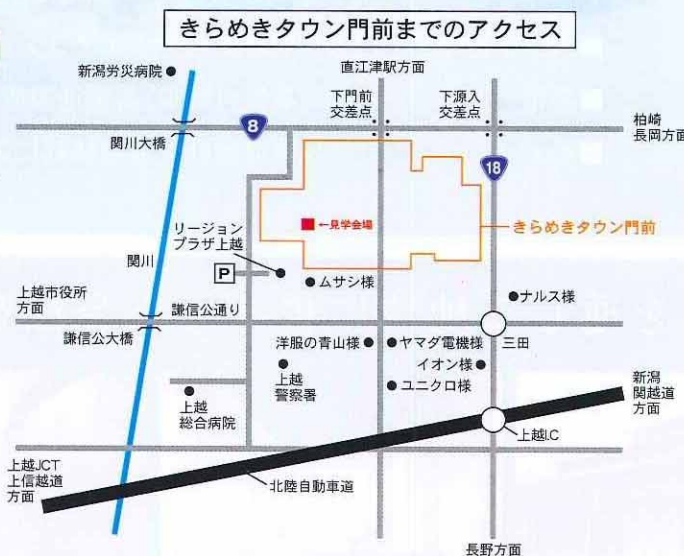 きらめきタウン門前までのアクセス
直江津駅方面
新潟労災病院
下門前
交差点
下源入
交差点
8
柏崎
長岡方面
関川大橋
18
リージョン
プラザ上越
←見学会場
きらめきタウン門前
関川
P
ムサシ様
上越市役所
方面
謙信公通り
ナルス様
謙信公大橋
洋服の青山様
ヤマダ電機様
三田
イオン様
上越
警察署
ユニクロ様
新潟
関越道
方面
上越
総合病院
上越I.C
上越JCT
上信越道
方面
北陸自動車道
長野方面